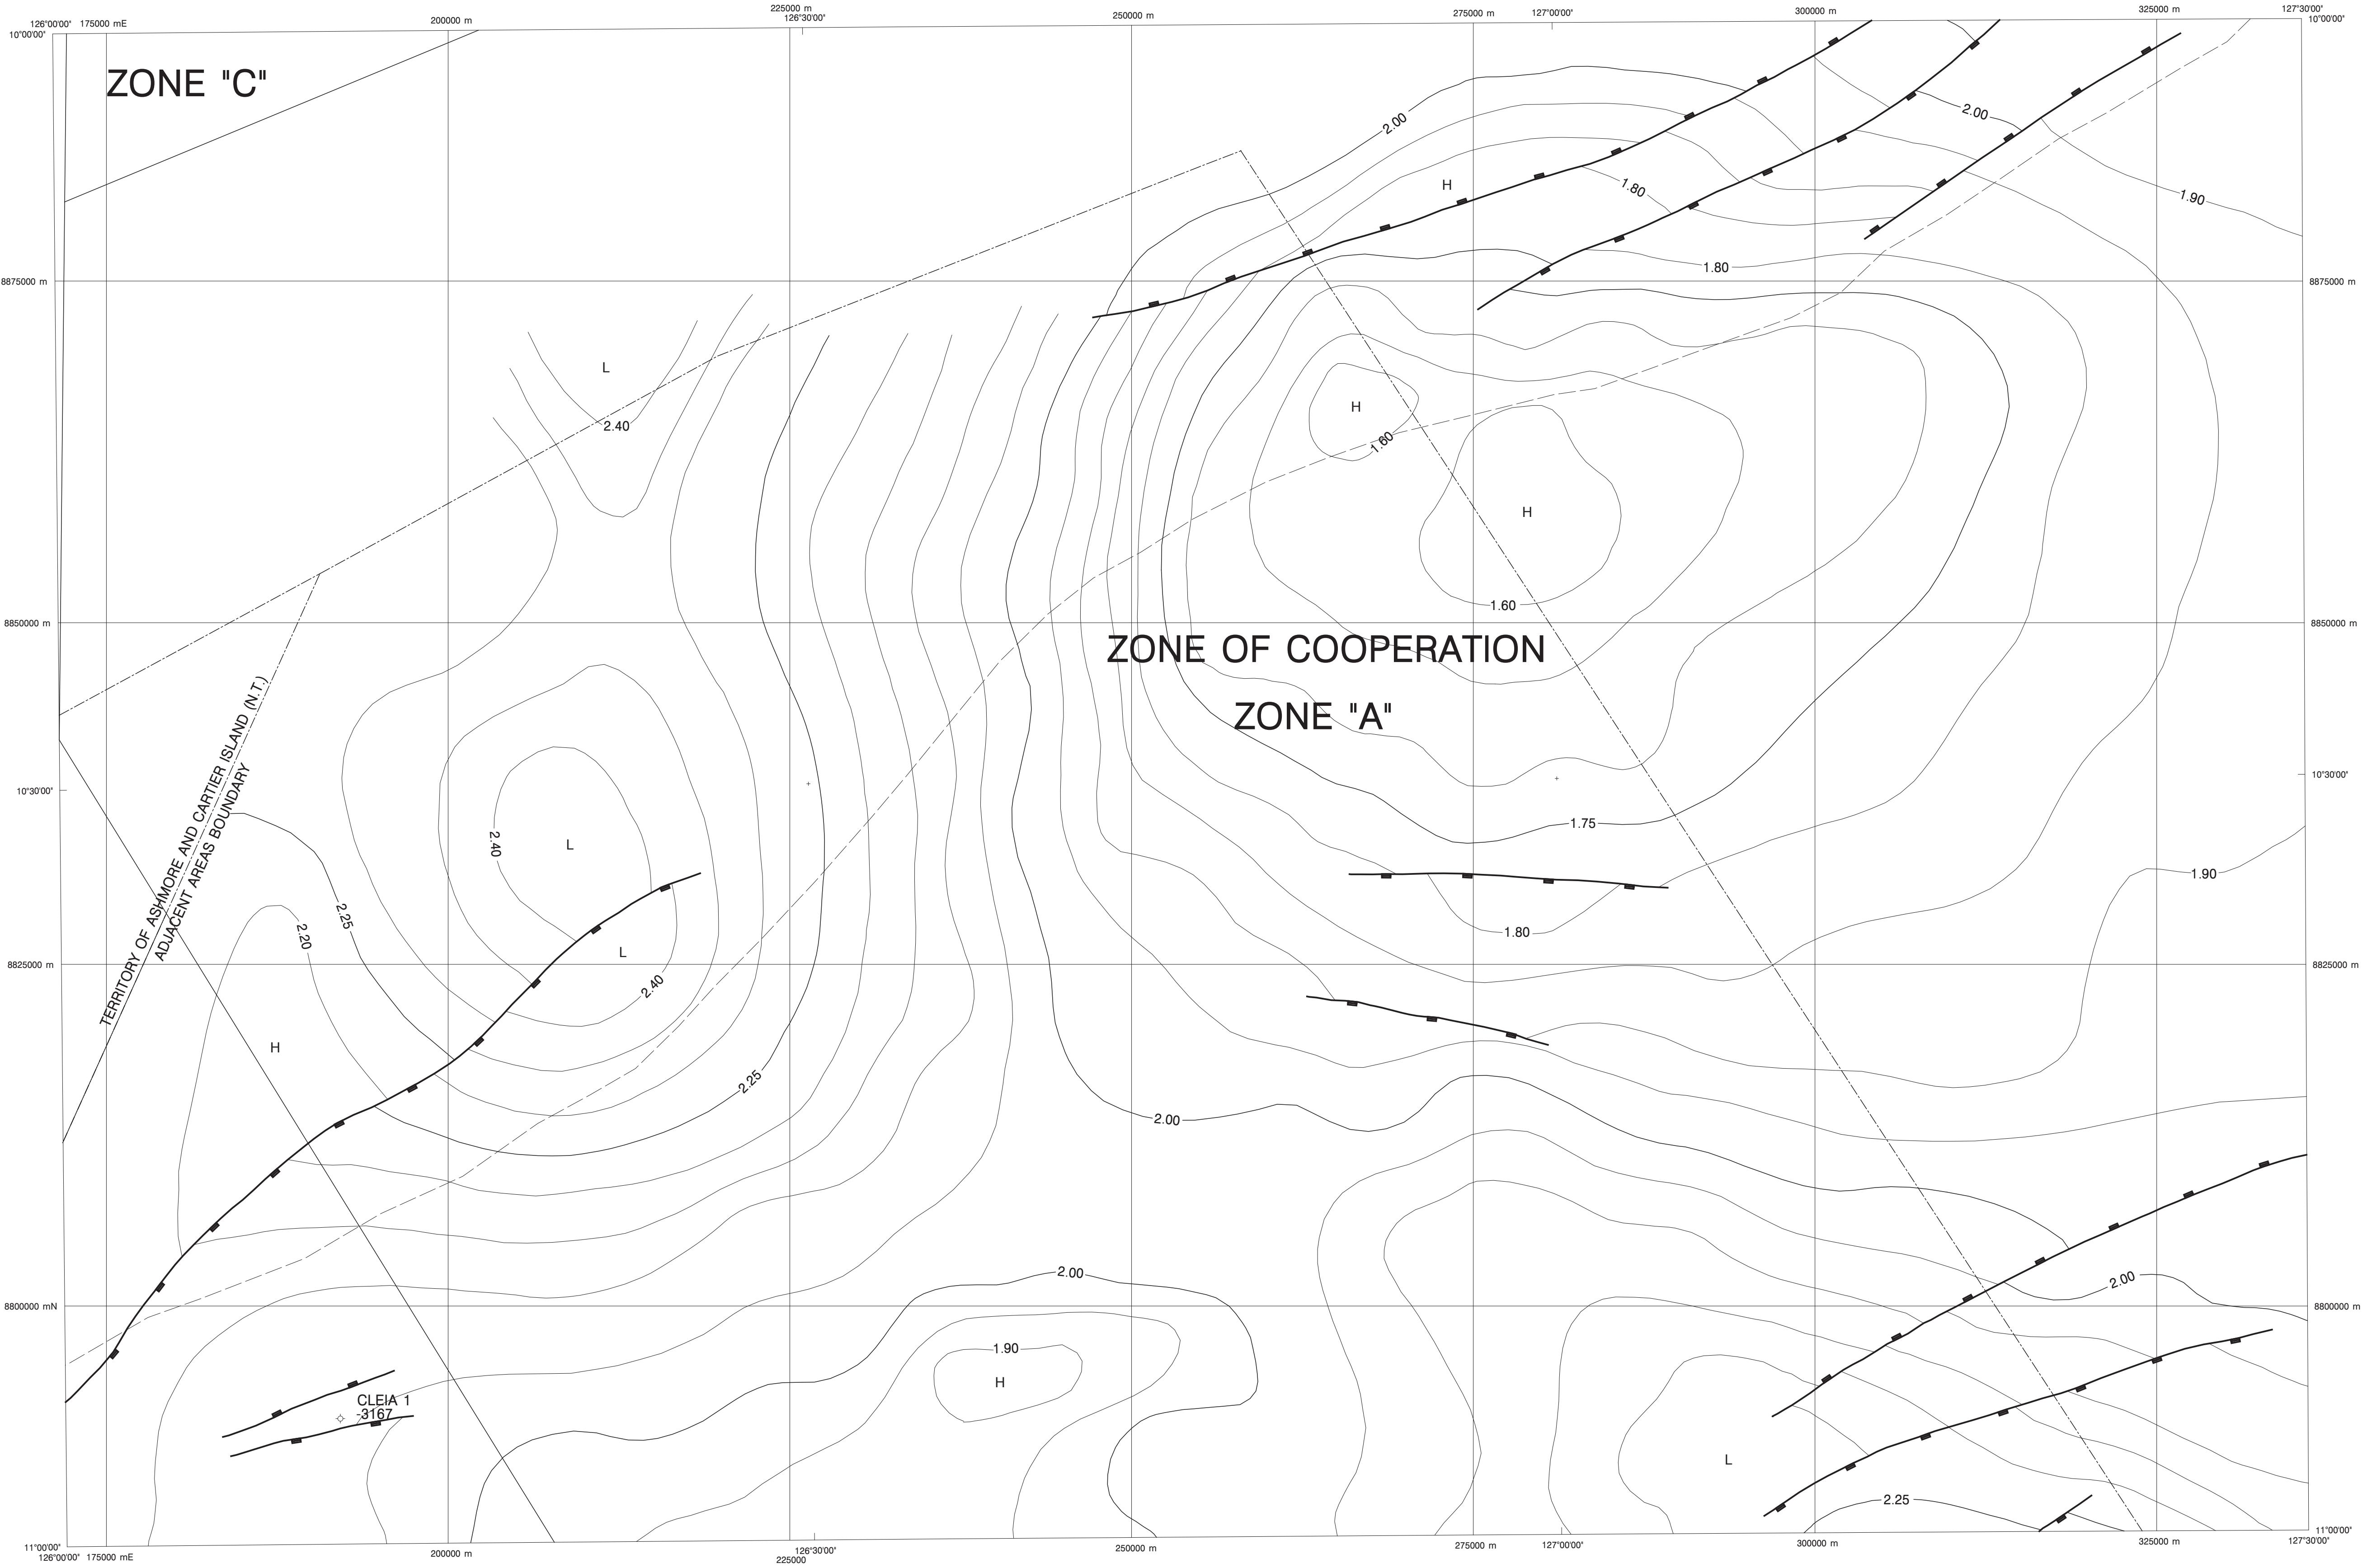 225000 m
126°00'00" 175000 mE
200000 m
126°30'00"
250000 m
275000 m
127°00'00"
300000 m
325000 m
127°30'00"
10°00'00"
10°00'00"
ZONE "C"
2.00
2.00
H
1.80
1.90
1.80
8875000 m
8875000 m
L
2.40
H
1.60
H
1.60
8850000 m
8850000 m
ZONE OF COOPERATION
ZONE "A"
TERRITORY OF ASHMORE AND CARTIER ISLAND (N.T.)
ADJACENT AREAS BOUNDARY
10°30'00"
10°30'00"
1.75
2.40
L
1.90
2.25
2.20
1.80
L
2.40
8825000 m
8825000 m
H
2.25
2.00
2.00
2.00
8800000 mN
8800000 m
1.90
H
CLEIA 1
-3167
L
2.25
11°00'00"
11°00'00"
126°00'00" 175000 mE
200000 m
126°30'00"
225000
250000 m
275000 m
127°00'00"
300000 m
325000 m
127°30'00"